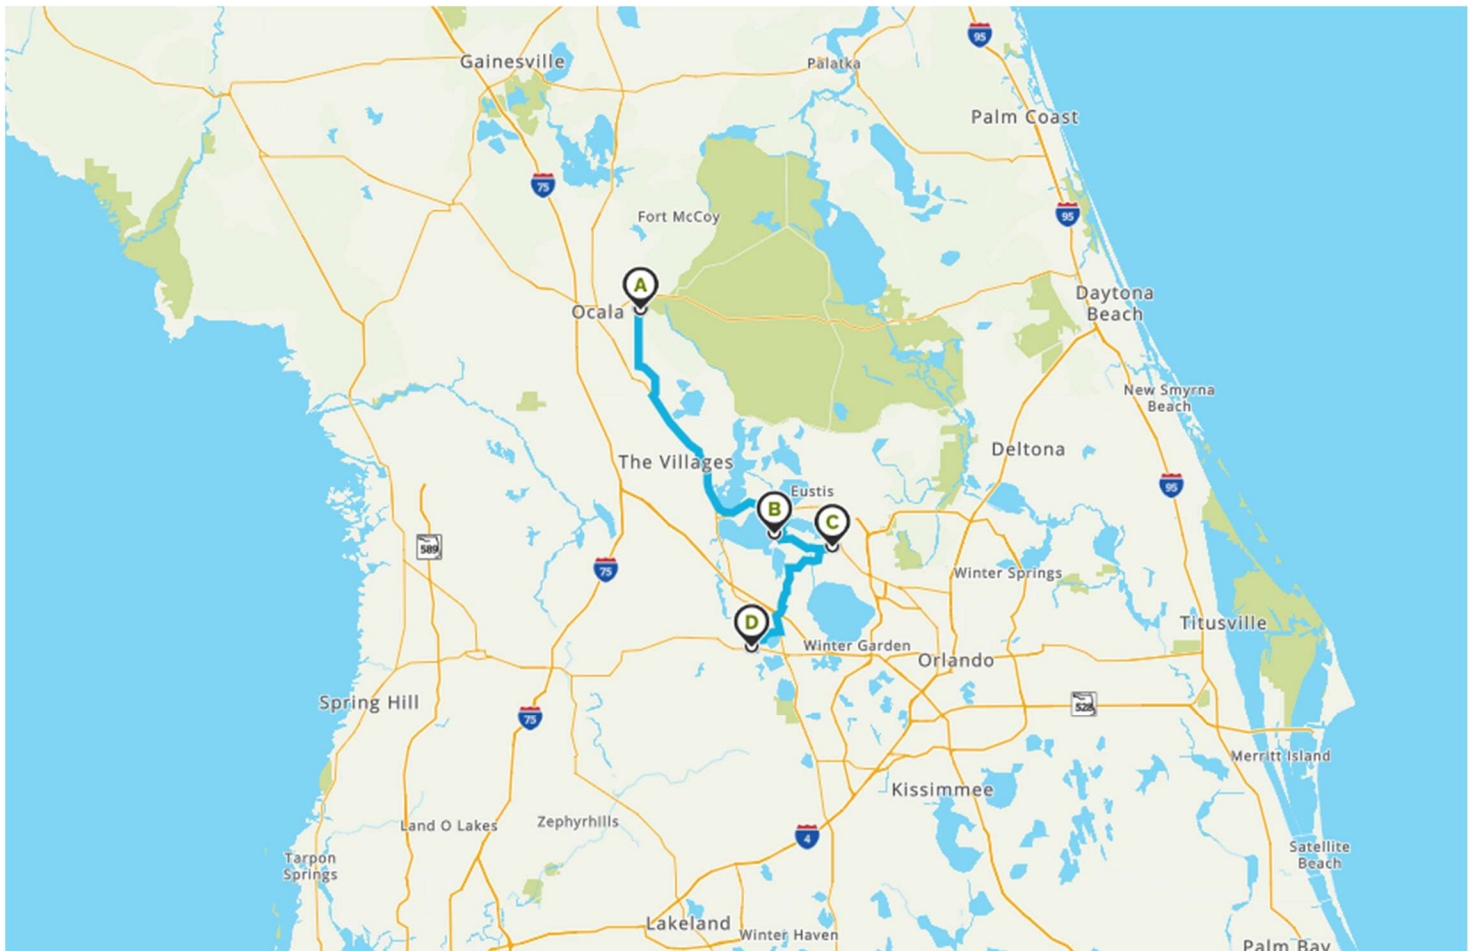 95
Gainesville
Palatka
Palm Coast
75
95
Fort McCoy
A
Ocala
Daytona
Beach
New Smyrna
Beach
Deltona
The Villages
95
Eustis
B
C
589
75
Winter Springs
Titusville
D
Winter Garden
Orlando
Spring Hill
75
528
Merritt Island
Kissimmee
Land O Lakes
Zephyrhills
4
Tarpon
Springs
Satellite
Beach
Lakeland
Winter Haven
Palm Bay